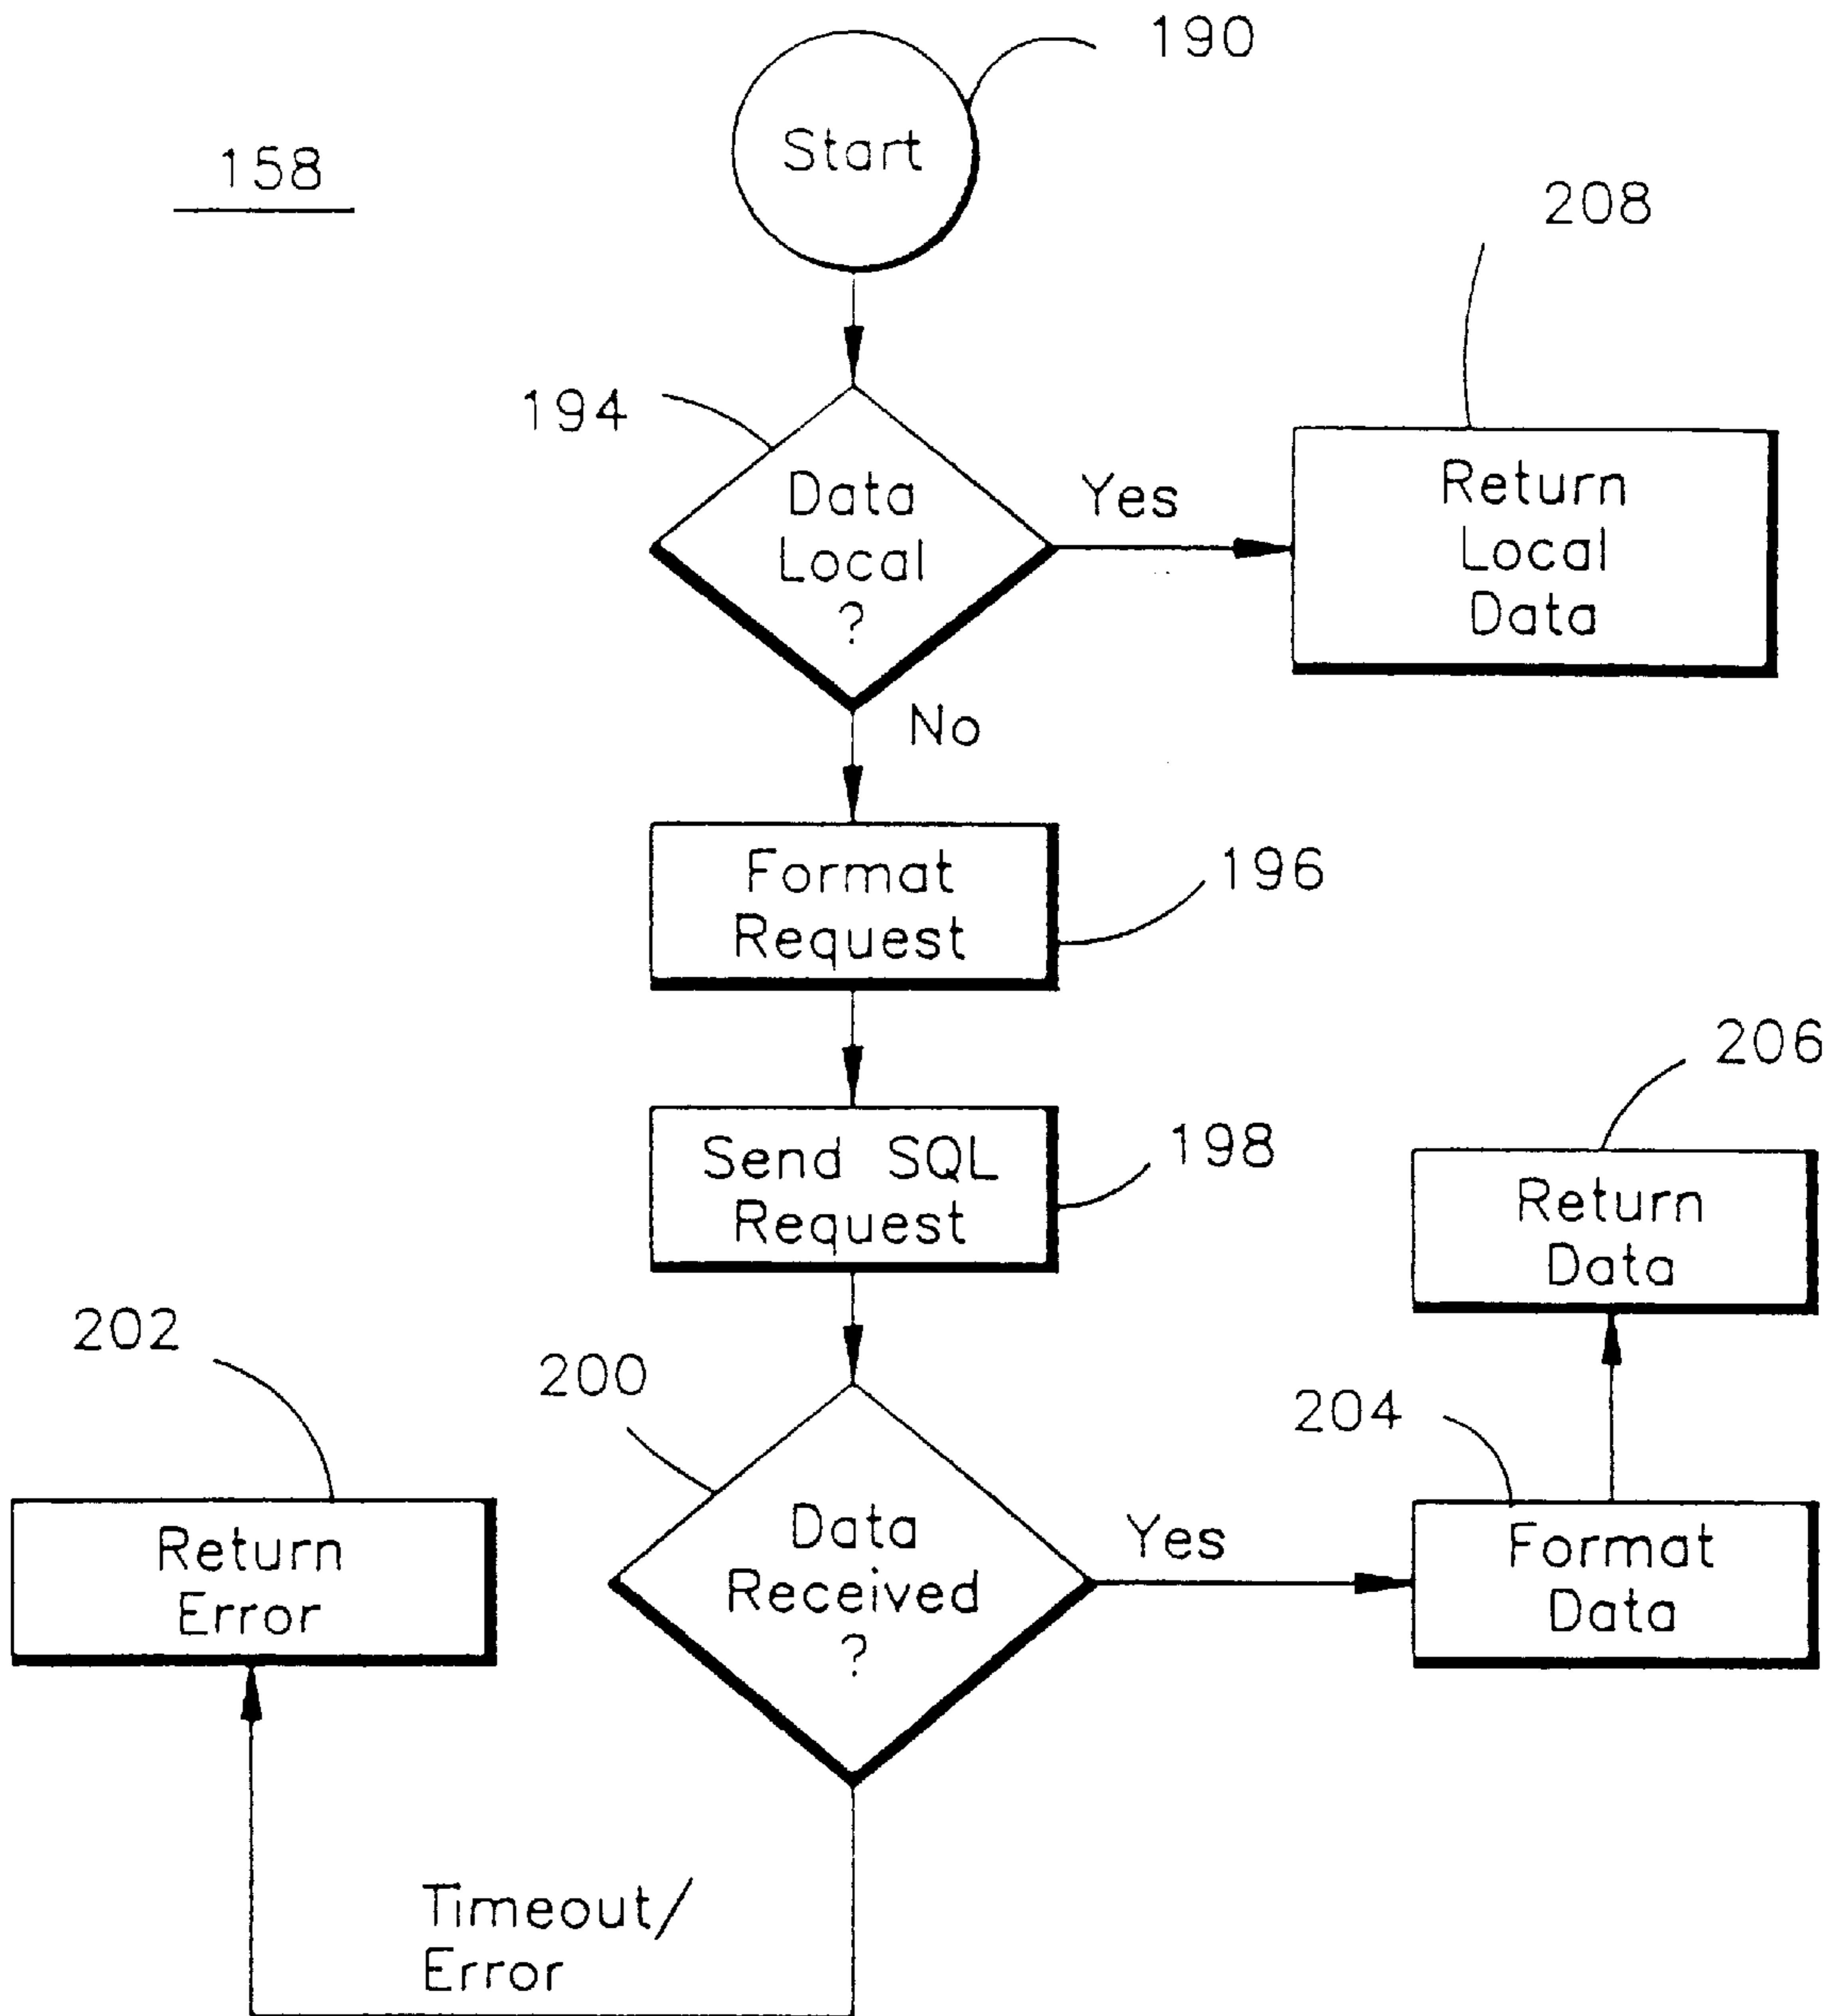 190
Start
158
208
194
Data
Local
?
Yes
Return
Local
Data
No
Format
Request
196
206
Send SQL
Request
198
Return
Data
202
200
204
Return
Error
Data
Received
?
Yes
Format
Data
Timeout/
Error